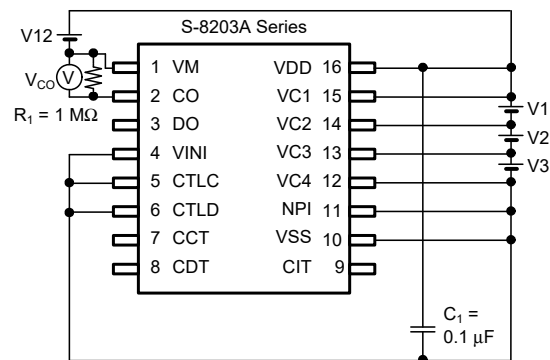 S-8203A Series
V12
V
VCO
R1 = 1 MΩ
1 VM
2 CO
3 DO
4 VINI
5 CTLC
6 CTLD
7 CCT
8 CDT
VDD 16
VC1 15
VC2 14
VC3 13
VC4 12
NPI 11
VSS 10
CIT 9
V1
V2
V3
C1 =
0.1 μF